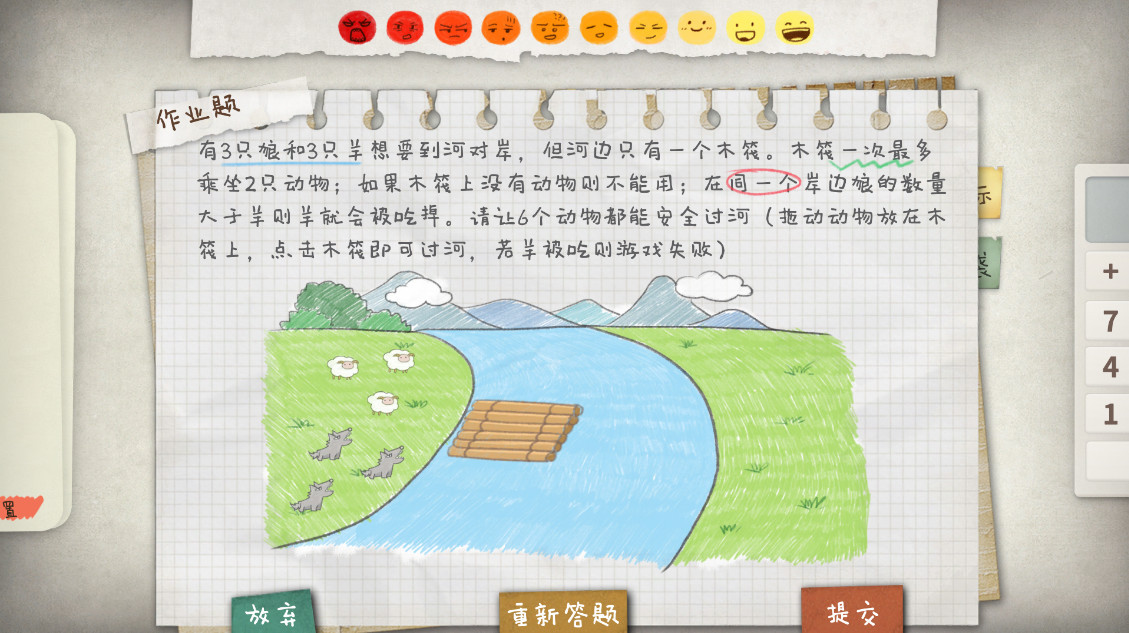 作业题
有3只狼和3只羊想要到河对岸，但河边只有一个木筏。木筏一次最多
乘坐2只动物；如果木筏上没有动物则不能用；在同一个岸边狼的数量
大于羊则羊就会被吃掉。请让6个动物都能安全过河（拖动动物放在木
筏上，点击木筏即可过河，若羊被吃则游戏失败）
标
置
+
7
4
1
放弃
重新答题
提交